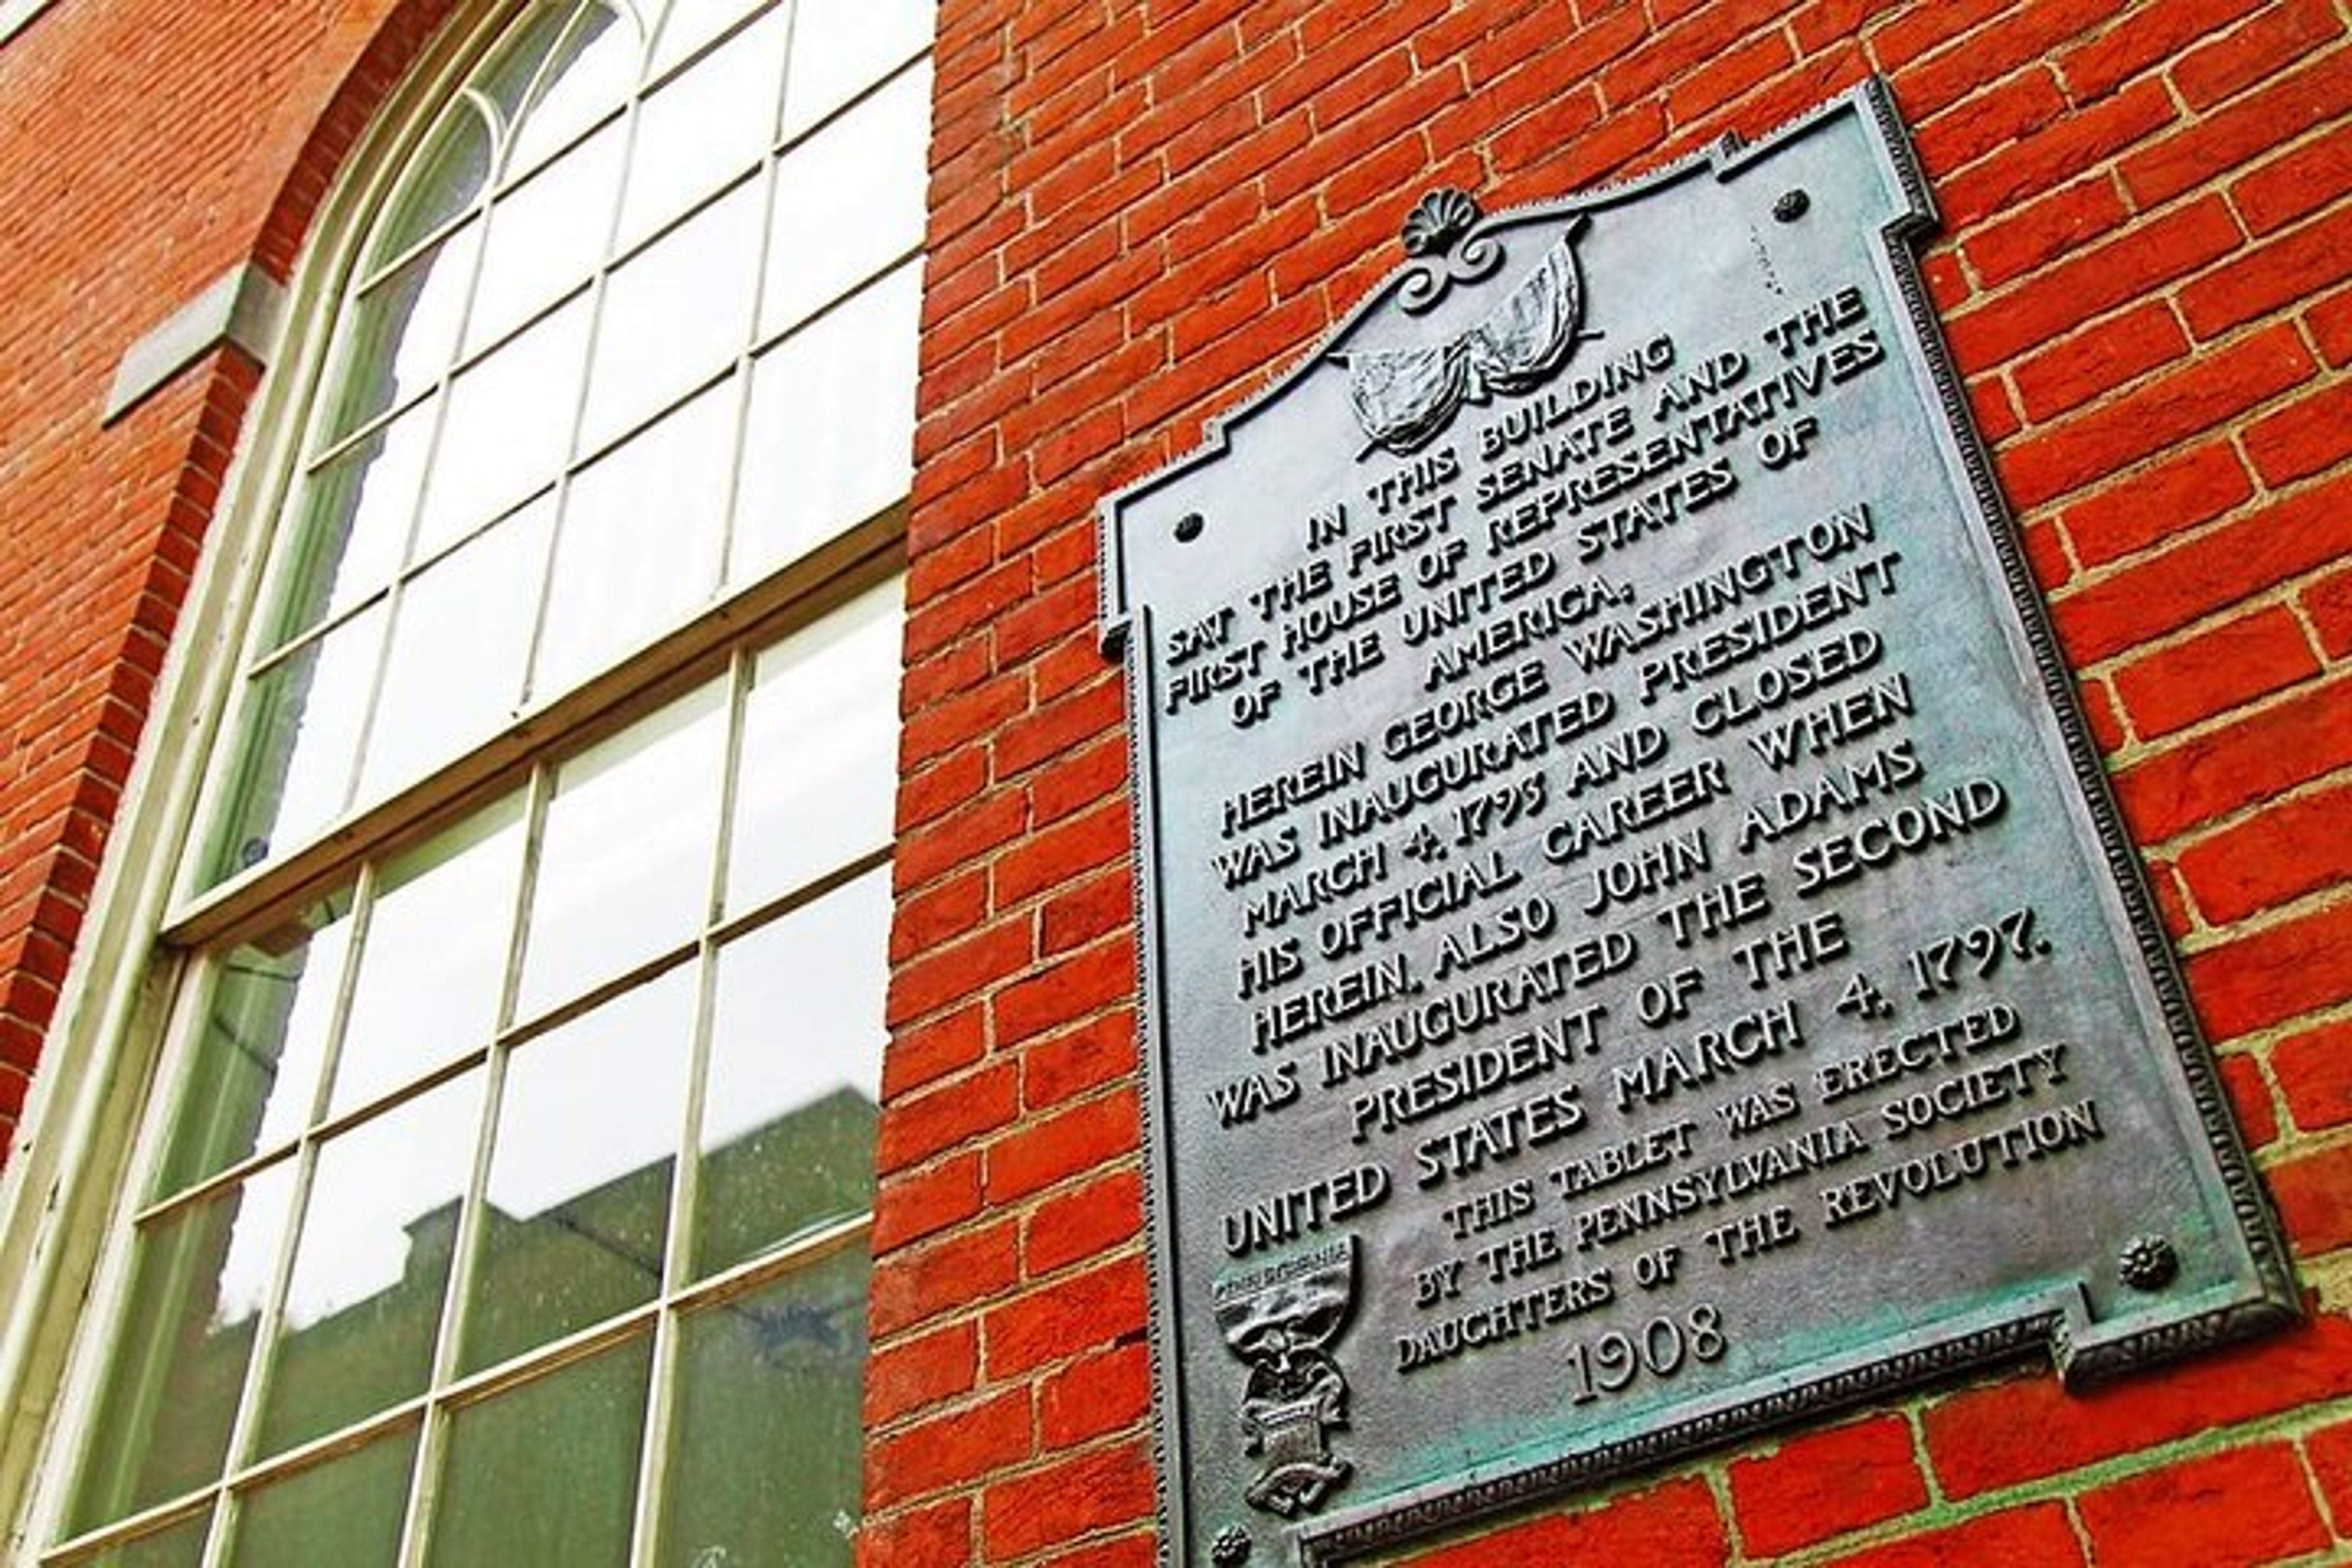 IN THIS BUILDING
SAT THE FIRST SENATE AND THE
FIRST HOUSE OF REPRESENTATIVES
OF THE UNITED STATES OF
AMERICA,
HEREIN GEORGE WASHINGTON
WAS INAUGURATED PRESIDENT
MARCH 4, 1793 AND CLOSED
HIS OFFICIAL CAREER WHEN
HEREIN, ALSO JOHN ADAMS
WAS INAUGURATED THE SECOND
PRESIDENT OF THE
UNITED STATES MARCH 4, 1797.
THIS TABLET WAS ERECTED
BY THE PENNSYLVANIA SOCIETY
DAUGHTERS OF THE REVOLUTION
1908